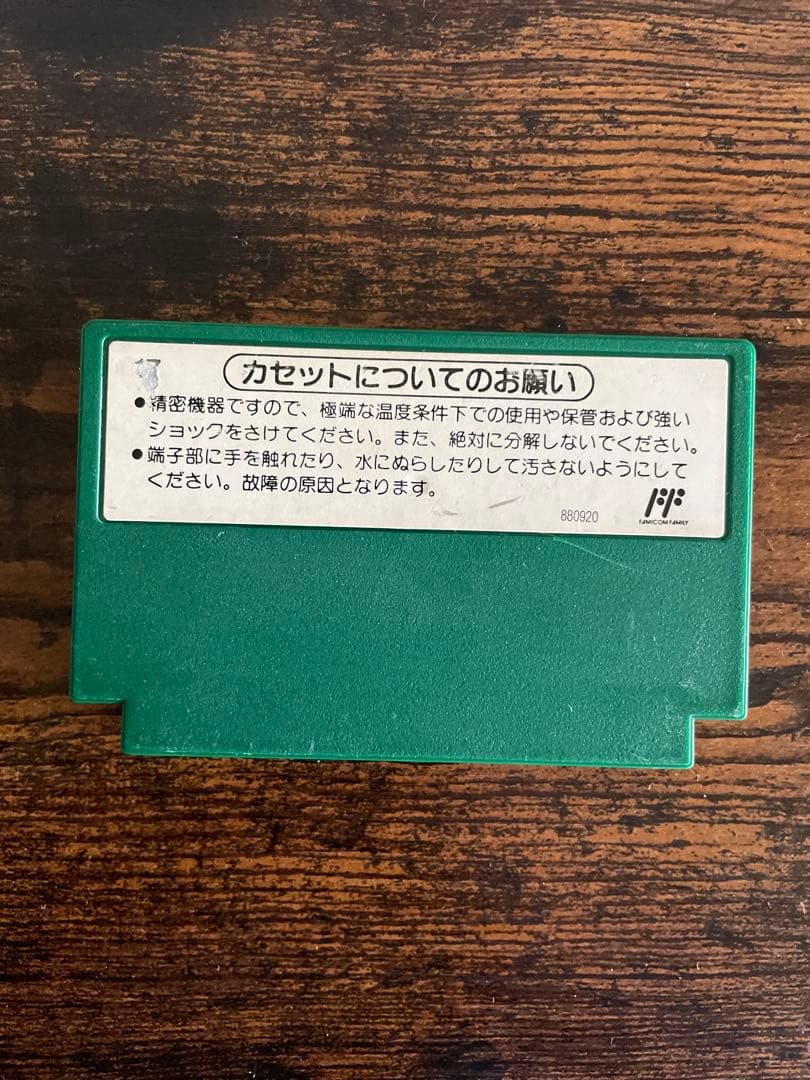 カセットについてのお願い
●精密機器ですので、極端な温度条件下での使用や保管および強い
ショックをさけてください。また、絶対に分解しないでください。
●端子部に手を触れたり、水にぬらしたりして汚さないようにして
ください。故障の原因となります。
880920
FAMICOM FAMILY